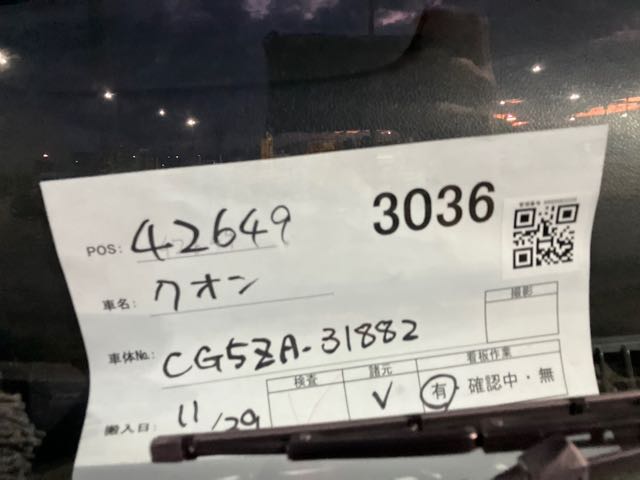 3036
POS: 42649
車名: クオン
撮影
車体No.: CG5ZA-31882
検査 諸元 看板作業
✓ 有・確認中・無
搬入日: 11/29